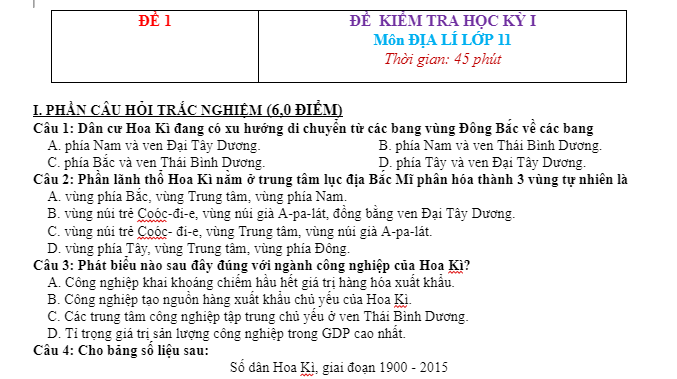 ĐỀ 1
ĐỀ KIỂM TRA HỌC KỲ I
Môn ĐỊA LÍ LỚP 11
Thời gian: 45 phút
I. PHẦN CÂU HỎI TRẮC NGHIỆM (6,0 ĐIỂM)
Câu 1: Dân cư Hoa Kì đang có xu hướng di chuyển từ các bang vùng Đông Bắc về các bang
A. phía Nam và ven Đại Tây Dương. B. phía Nam và ven Thái Bình Dương.
C. phía Bắc và ven Thái Bình Dương. D. phía Tây và ven Đại Tây Dương.
Câu 2: Phần lãnh thổ Hoa Kì nằm ở trung tâm lục địa Bắc Mĩ phân hóa thành 3 vùng tự nhiên là
A. vùng phía Bắc, vùng Trung tâm, vùng phía Nam.
B. vùng núi trẻ Coóc-đi-e, vùng núi già A-pa-lát, đồng bằng ven Đại Tây Dương.
C. vùng núi trẻ Coóc- đi-e, vùng Trung tâm, vùng núi già A-pa-lát.
D. vùng phía Tây, vùng Trung tâm, vùng phía Đông.
Câu 3: Phát biểu nào sau đây đúng với ngành công nghiệp của Hoa Kì?
A. Công nghiệp khai khoáng chiếm hầu hết giá trị hàng hóa xuất khẩu.
B. Công nghiệp tạo nguồn hàng xuất khẩu chủ yếu của Hoa Kì.
C. Các trung tâm công nghiệp tập trung chủ yếu ở ven Thái Bình Dương.
D. Tỉ trọng giá trị sản lượng công nghiệp trong GDP cao nhất.
Câu 4: Cho bảng số liệu sau:
Số dân Hoa Kì, giai đoạn 1900 - 2015